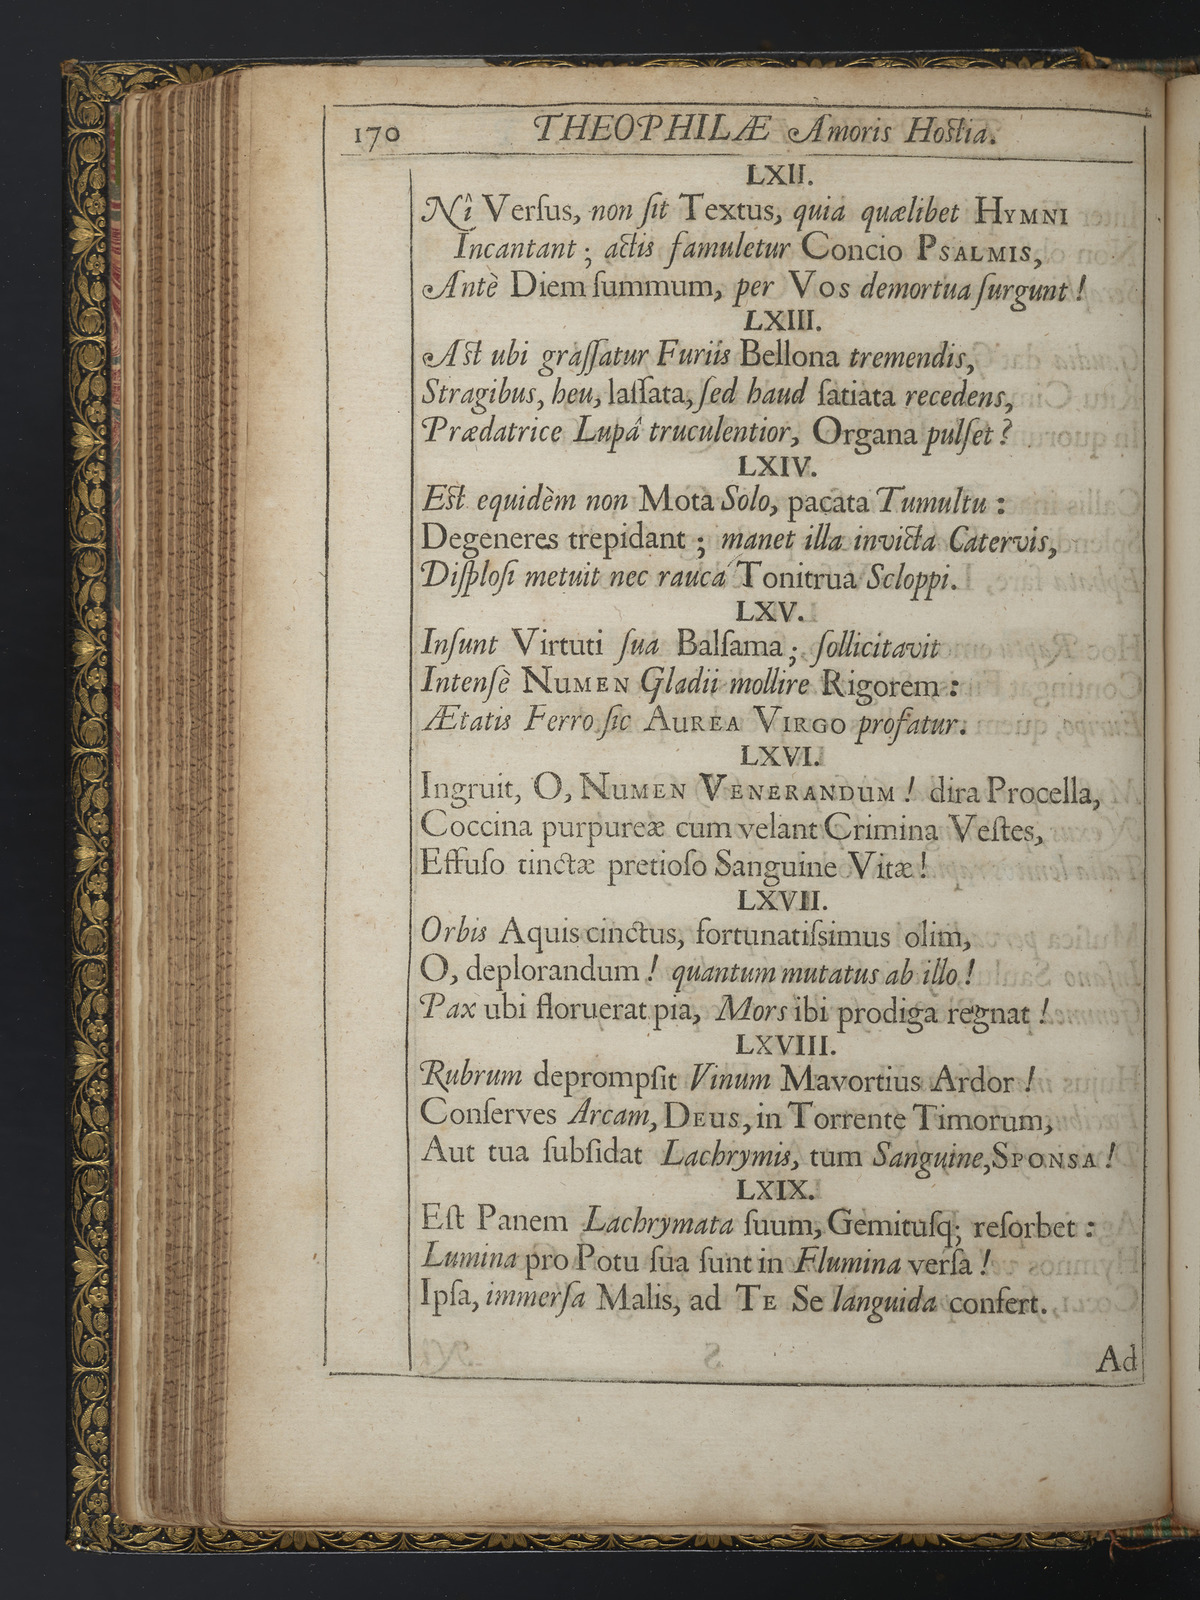 170 THEOPHILÆ Amoris Hostia.
LXII.
Nî Verſus, non ſit Textus, quia quælibet HYMNI
Incantant ; actis famuletur Concio PSALMIS,
Antè Diem ſummum, per Vos demortua ſurgunt !
LXIII.
Ast ubi graſſatur Furiis Bellona tremendis,
Stragibus, heu, laſſata, ſed haud ſatiata recedens,
Prædatrice Lupâ truculentior, Organa pulſet ?
LXIV.
Est equidèm non Mota Solo, pacata Tumultu :
Degeneres trepidant ; manet illa invicta Catervis,
Diſploſi metuit nec rauca Tonitrua Scloppi.
LXV.
Inſunt Virtuti ſua Balſama ; ſollicitavit
Intenſè NUMEN Gladii mollire Rigorem :
Ætatis Ferro ſic AUREA VIRGO profatur.
LXVI.
Ingruit, O, NUMEN VENERANDUM ! dira Procella,
Coccina purpureæ cum velant Crimina Veſtes,
Effuſo tinctæ pretioſo Sanguine Vitæ !
LXVII.
Orbis Aquis cinctus, fortunatiſsimus olim,
O, deplorandum ! quantum mutatus ab illo !
Pax ubi floruerat pia, Mors ibi prodiga regnat !
LXVIII.
Rubrum deprompſit Vinum Mavortius Ardor !
Conſerves Arcam, DEUS, in Torrente Timorum,
Aut tua ſubſidat Lachrymis, tum Sanguine, SPONSA !
LXIX.
Eſt Panem Lachrymata ſuum, Gemituſq; reſorbet :
Lumina pro Potu ſua ſunt in Flumina verſa !
Ipſa, immerſa Malis, ad TE Se languida confert.
Ad